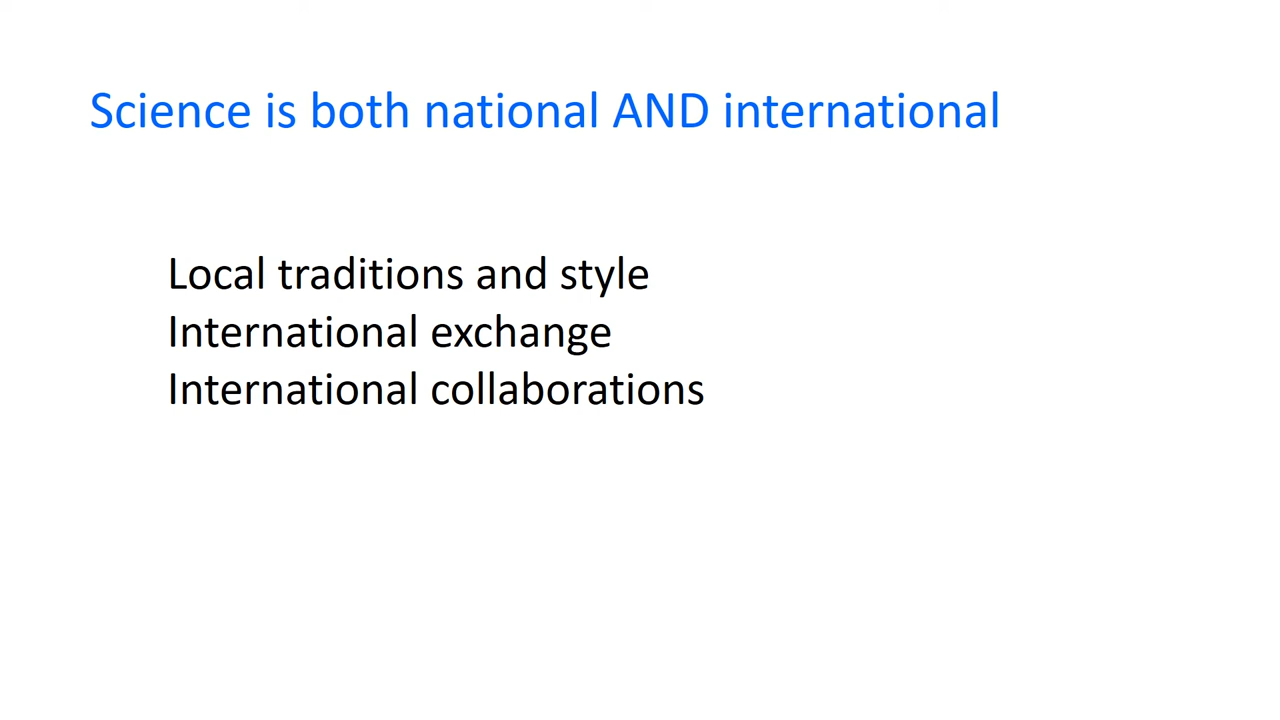 Science is both national AND international
Local traditions and style
International exchange
International collaborations